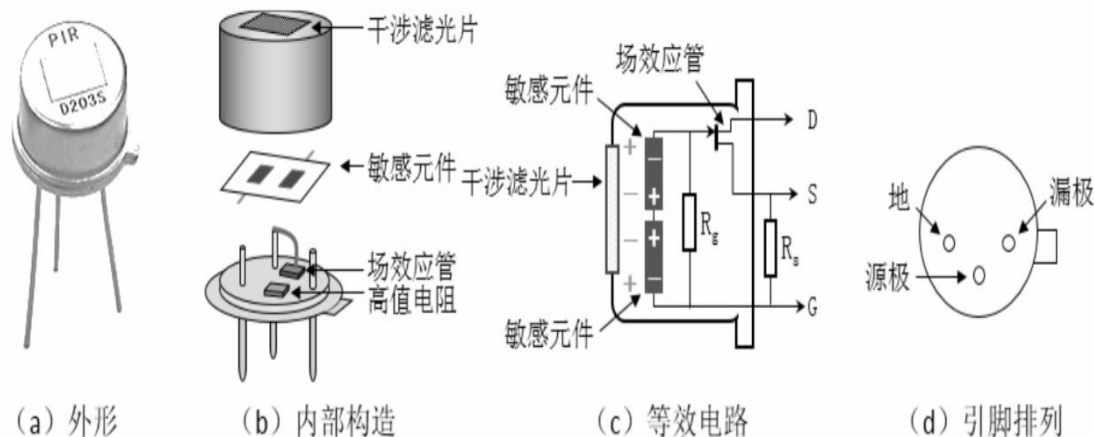 PIR
D203S
干涉滤光片
敏感元件
场效应管
高值电阻
场效应管
敏感元件
干涉滤光片
敏感元件
+
−
−
+
−
+
+
−
R_g
R_s
D
S
G
地
漏极
源极
(a) 外形
(b) 内部构造
(c) 等效电路
(d) 引脚排列